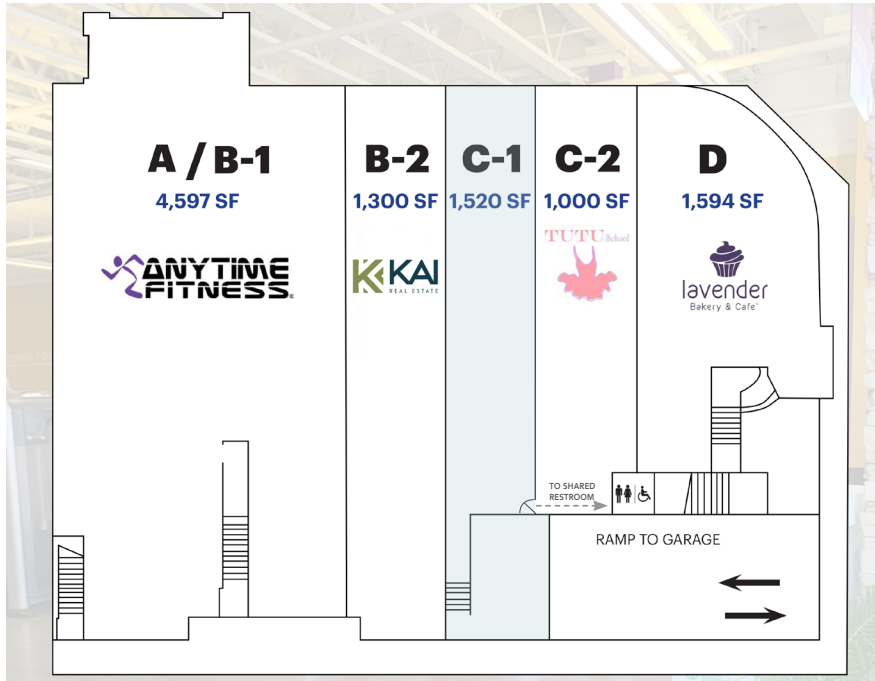 A / B-1
4,597 SF
ANYTIME
FITNESS
B-2
1,300 SF
KAI
REAL ESTATE
C-1
1,520 SF
C-2
1,000 SF
TUTU School
D
1,594 SF
lavender
Bakery & Cafe'
TO SHARED
RESTROOM
RAMP TO GARAGE